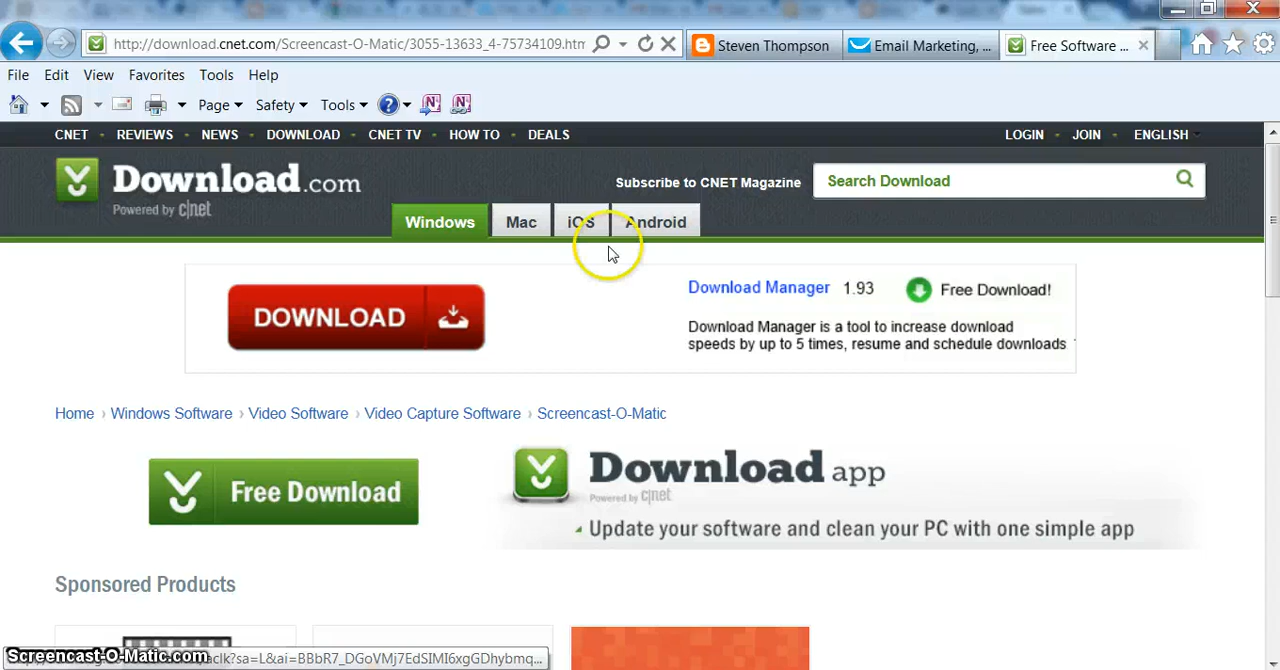 http://download.cnet.com/Screencast-O-Matic/3055-13633_4-75734109.htm
Steven Thompson
Email Marketing, ...
Free Software ...
File Edit View Favorites Tools Help
Page Safety Tools
CNET REVIEWS NEWS DOWNLOAD CNET TV HOW TO DEALS LOGIN JOIN ENGLISH
Download.com
Powered by c|net
Subscribe to CNET Magazine
Search Download
Windows Mac iOS Android
DOWNLOAD
Download Manager 1.93 Free Download!
Download Manager is a tool to increase download
speeds by up to 5 times, resume and schedule downloads
Home › Windows Software › Video Software › Video Capture Software › Screencast-O-Matic
Free Download
Download app
Powered by c|net
Update your software and clean your PC with one simple app
Sponsored Products
Screencast-O-Matic.com